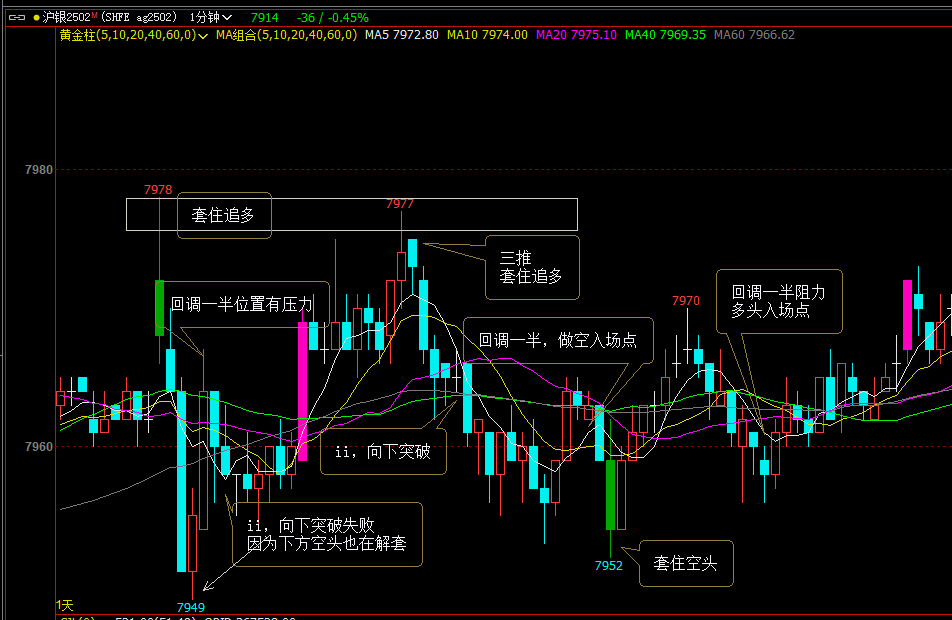 沪银2502M(SHFE ag2502) 1分钟 7914 -36 / -0.45%
黄金柱(5,10,20,40,60,0) MA组合(5,10,20,40,60,0) MA5 7972.80 MA10 7974.00 MA20 7975.10 MA40 7969.35 MA60 7966.62
7980
7978
套住追多
7977
三推
套住追多
回调一半位置有压力
7970
回调一半阻力
多头入场点
回调一半,做空入场点
7960
ii,向下突破
ii,向下突破失败
因为下方空头也在解套
7952
套住空头
1天
7949